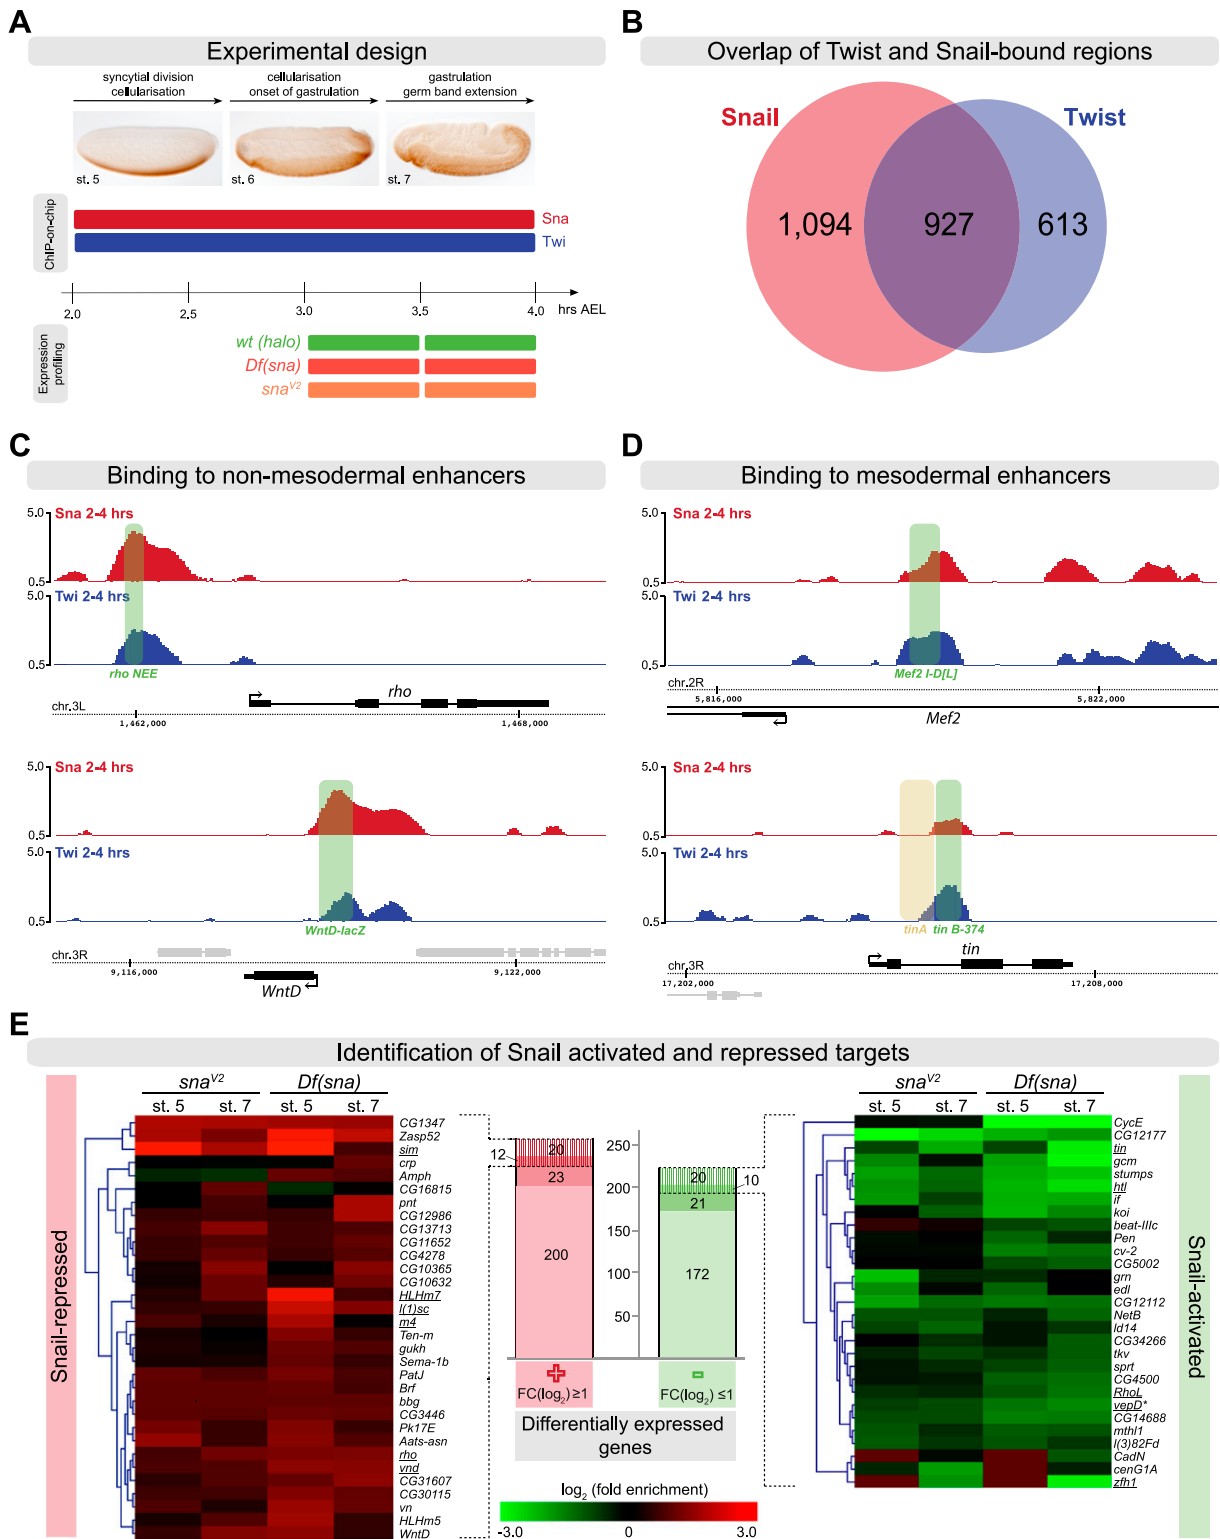 A
Experimental design
syncytial division
cellularisation
cellularisation
onset of gastrulation
gastrulation
germ band extension
st. 5
st. 6
st. 7
ChIP-on-chip
Sna
Twi
2.0
2.5
3.0
3.5
4.0
hrs AEL
Expression
profiling
wt (halo)
Df(sna)
sna^V2
B
Overlap of Twist and Snail-bound regions
Snail
Twist
1,094
927
613
C
Binding to non-mesodermal enhancers
5.0
Sna 2-4 hrs
0.5
5.0
Twi 2-4 hrs
0.5
rho NEE
rho
chr.3L
1,462,000
1,468,000
5.0
Sna 2-4 hrs
0.5
5.0
Twi 2-4 hrs
0.5
WntD-lacZ
chr.3R
9,116,000
9,122,000
WntD
D
Binding to mesodermal enhancers
5.0
Sna 2-4 hrs
0.5
5.0
Twi 2-4 hrs
0.5
Mef2 I-D[L]
chr.2R
5,816,000
5,822,000
Mef2
5.0
Sna 2-4 hrs
0.5
5.0
Twi 2-4 hrs
0.5
tinA
tin B-374
tin
chr.3R
17,202,000
17,208,000
E
Identification of Snail activated and repressed targets
Snail-repressed
sna^V2
Df(sna)
st. 5
st. 7
st. 5
st. 7
CG1347
Zasp52
sim
crp
Amph
CG16815
pnt
CG12986
CG13713
CG11652
CG4278
CG10365
CG10632
HLHm7
l(1)sc
m4
Ten-m
gukh
Sema-1b
PatJ
Brf
bbg
CG3446
Pk17E
Aats-asn
rho
vnd
CG31607
CG30115
vn
HLHm5
WntD
250
200
150
100
50
12
20
23
200
20
10
21
172
FC(log2) ≥1
FC(log2) ≤1
Differentially expressed
genes
log2 (fold enrichment)
-3.0
0
3.0
sna^V2
Df(sna)
st. 5
st. 7
st. 5
st. 7
CycE
CG12177
tin
gcm
stumps
htl
if
koi
beat-IIIc
Pen
cv-2
CG5002
grn
edl
CG12112
NetB
ld14
CG34266
tkv
sprt
CG4500
RhoL
vepD*
CG14688
mthl1
l(3)82Fd
CadN
cenG1A
zfh1
Snail-activated